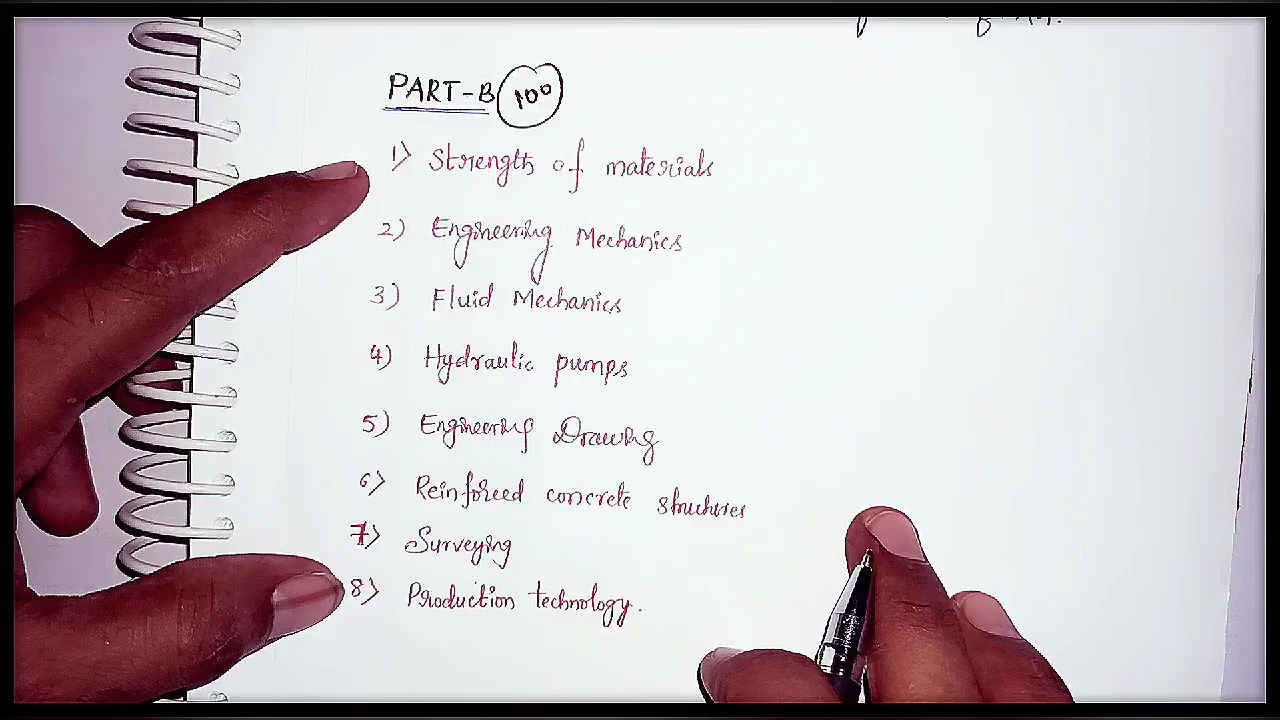 PART-B 100
1) Strength of materials
2) Engineering Mechanics
3) Fluid Mechanics
4) Hydraulic pumps
5) Engineering Drawing
6) Reinforced concrete structures
7) Surveying
8) Production technology.